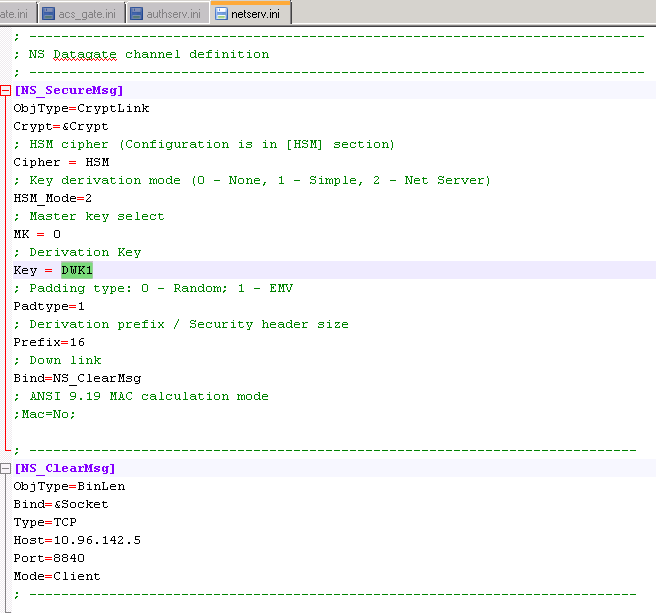 ate.ini acs_gate.ini authserv.ini netserv.ini
; -----------------------------------------------------------------------------
; NS Datagate channel definition
; -----------------------------------------------------------------------------
[NS_SecureMsg]
ObjType=CryptLink
Crypt=&Crypt
; HSM cipher (Configuration is in [HSM] section)
Cipher = HSM
; Key derivation mode (0 - None, 1 - Simple, 2 - Net Server)
HSM_Mode=2
; Master key select
MK = 0
; Derivation Key
Key = DWK1
; Padding type: 0 - Random; 1 - EMV
Padtype=1
; Derivation prefix / Security header size
Prefix=16
; Down link
Bind=NS_ClearMsg
; ANSI 9.19 MAC calculation mode
;Mac=No;
; ----------------------------------------------------------------------------
[NS_ClearMsg]
ObjType=BinLen
Bind=&Socket
Type=TCP
Host=10.96.142.5
Port=8840
Mode=Client
; ----------------------------------------------------------------------------